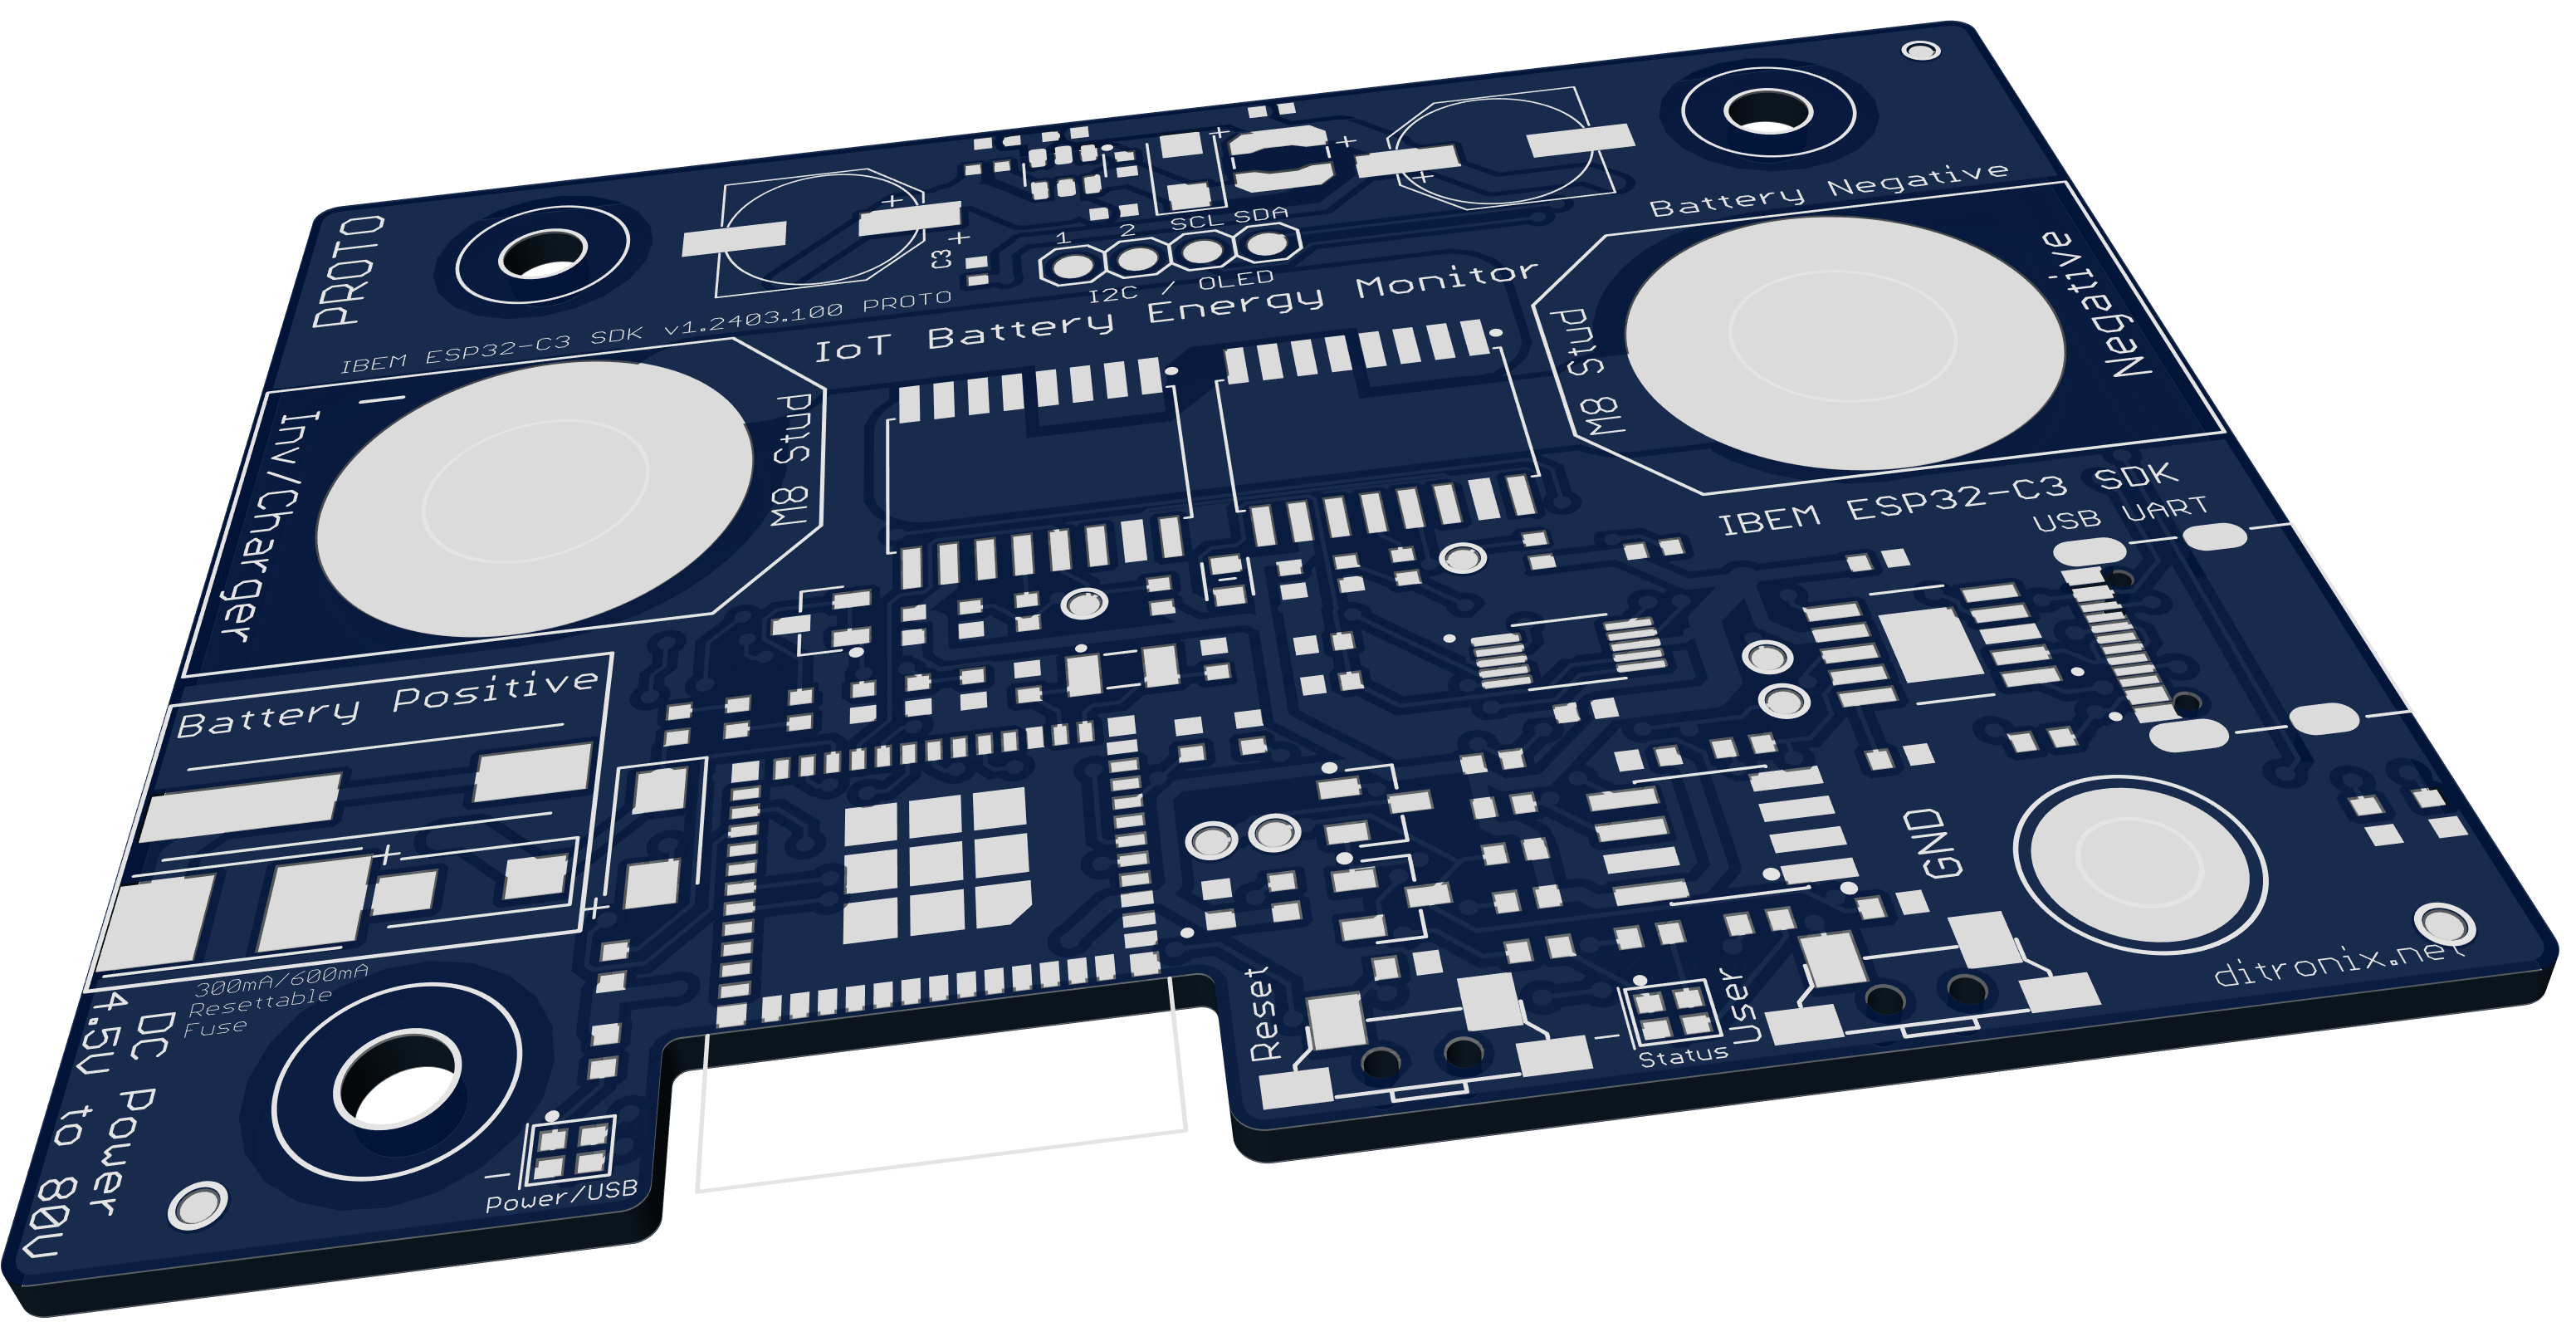 PROTO
Battery Negative
SCL SDA
1 2
+
+
+
+
C3
I2C / OLED
IBEM ESP32-C3 SDK v1.2403.100 PROTO
IoT Battery Energy Monitor
Negative
M8 Stud
Inv/Charger
M8 Stud
IBEM ESP32-C3 SDK
USB UART
Battery Positive
+
+
GND
300mA/600mA
Resettable
Fuse
DC Power
4.5V to 80V
Power/USB
Reset
Status
User
ditronix.net